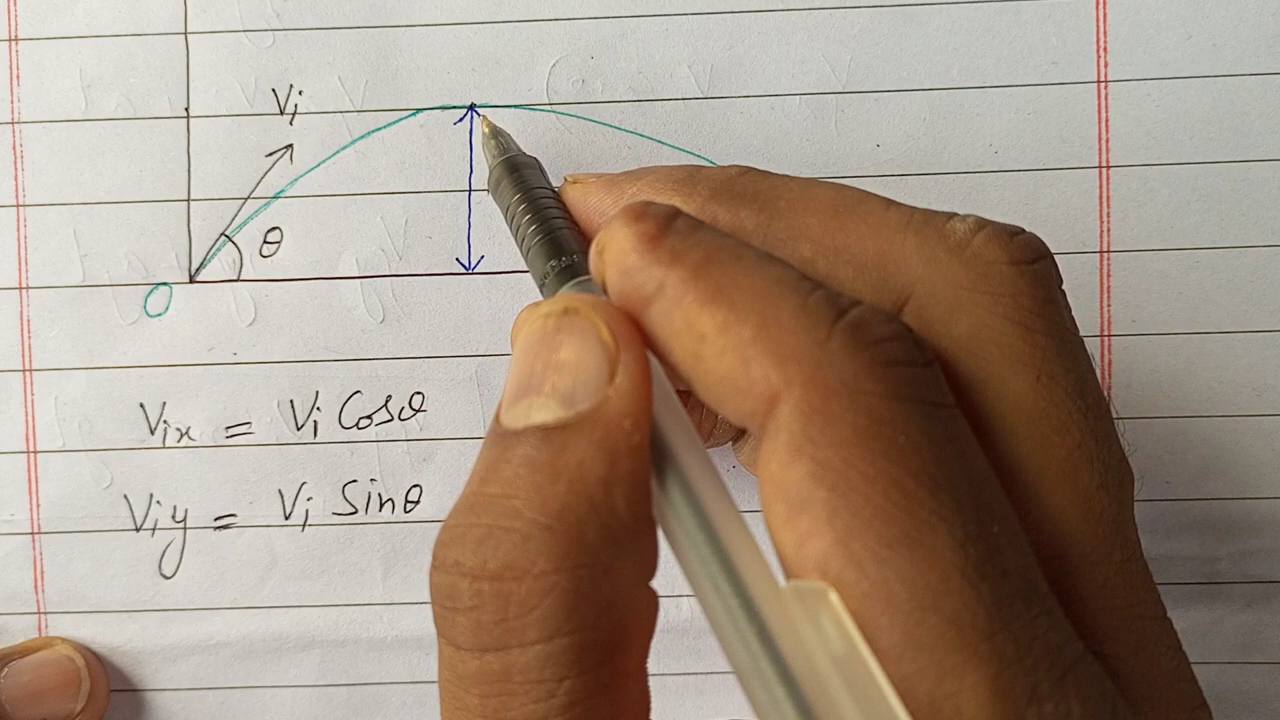 Vi
θ
O
Vix = Vi Cosθ
Viy = Vi Sinθ